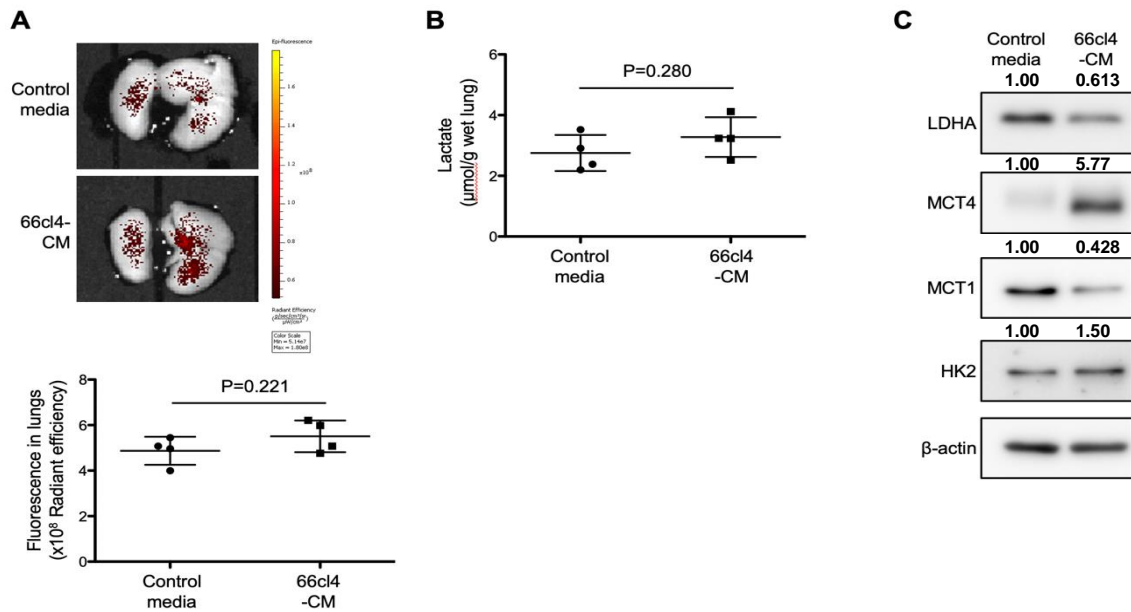 A
Epi-fluorescence
Control
media
66cl4-
CM
1.6
1.4
1.2
x10⁸
1.0
0.8
0.6
Radiant Efficiency
Color Scale
Min = 5.14e7
Max = 1.80e8
Fluorescence in lungs
(x10⁸ Radiant efficiency)
8
6
4
2
0
P=0.221
Control
media
66cl4
-CM
B
Lactate
(µmol/g wet lung)
6
4
2
0
P=0.280
Control
media
66cl4
-CM
C
Control
media
66cl4
-CM
1.00 0.613
LDHA
1.00 5.77
MCT4
1.00 0.428
MCT1
1.00 1.50
HK2
β-actin